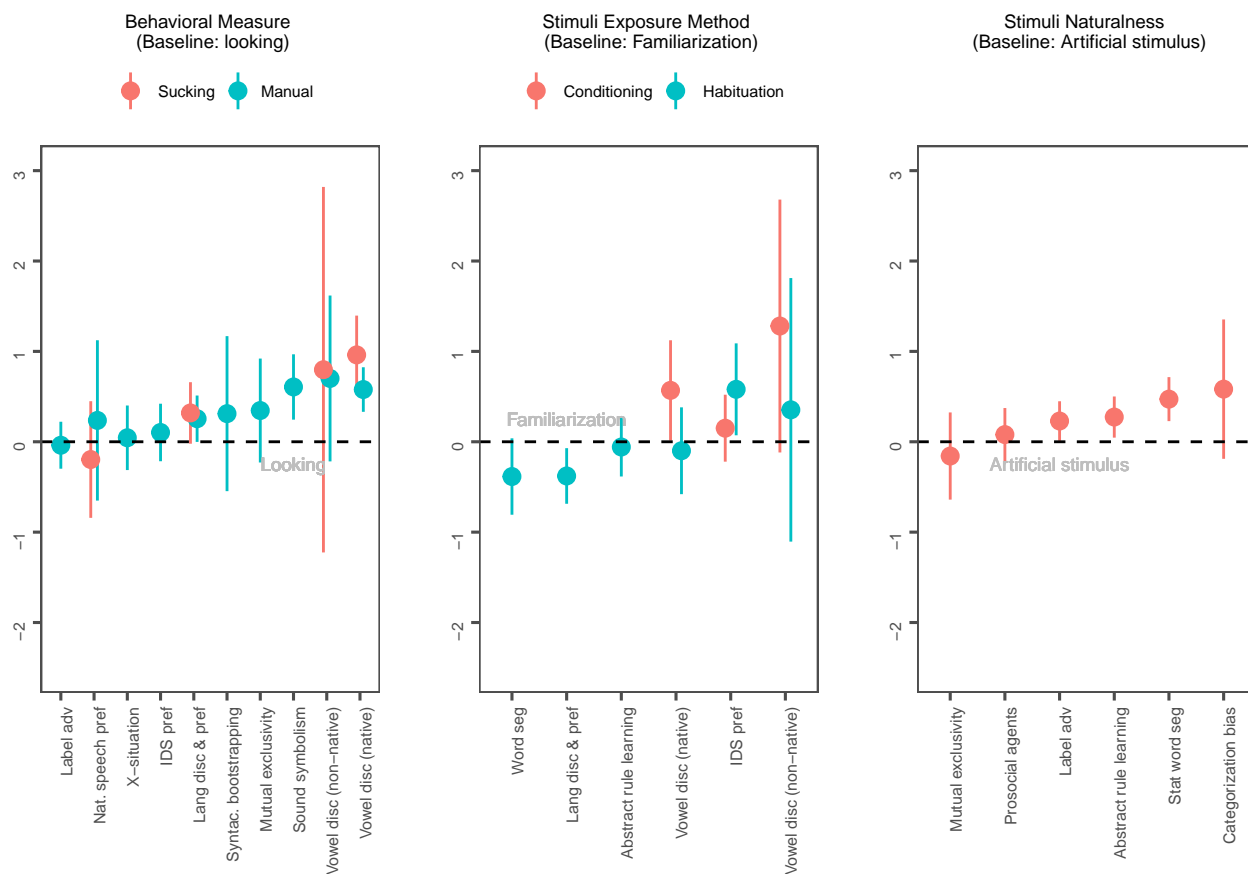 Behavioral Measure
(Baseline: looking)
Sucking Manual
3
2
1
0
−1
−2
Looking
Label adv
Nat. speech pref
X−situation
IDS pref
Lang disc & pref
Syntac. bootstrapping
Mutual exclusivity
Sound symbolism
Vowel disc (non−native)
Vowel disc (native)
Stimuli Exposure Method
(Baseline: Familiarization)
Conditioning Habituation
3
2
1
0
−1
−2
Familiarization
Word seg
Lang disc & pref
Abstract rule learning
Vowel disc (native)
IDS pref
Vowel disc (non−native)
Stimuli Naturalness
(Baseline: Artificial stimulus)
3
2
1
0
−1
−2
Artificial stimulus
Mutual exclusivity
Prosocial agents
Label adv
Abstract rule learning
Stat word seg
Categorization bias